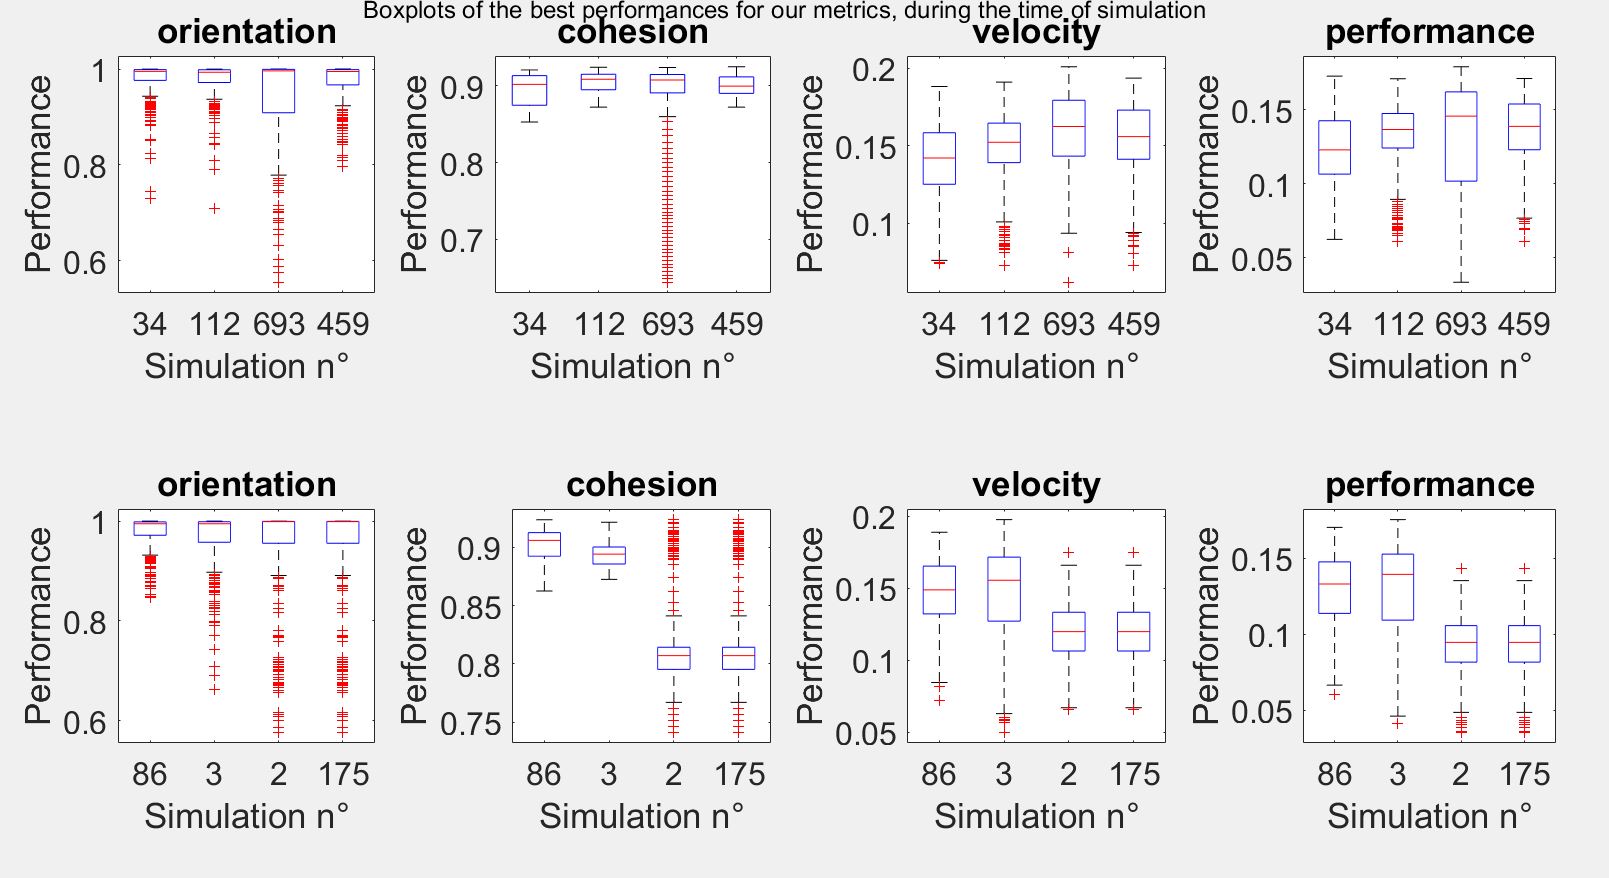 Boxplots of the best performances for our metrics, during the time of simulation
orientation
Performance
1
0.8
0.6
34 112 693 459
Simulation n°
cohesion
Performance
0.9
0.8
0.7
34 112 693 459
Simulation n°
velocity
Performance
0.2
0.15
0.1
34 112 693 459
Simulation n°
performance
Performance
0.15
0.1
0.05
34 112 693 459
Simulation n°
orientation
Performance
1
0.8
0.6
86 3 2 175
Simulation n°
cohesion
Performance
0.9
0.85
0.8
0.75
86 3 2 175
Simulation n°
velocity
Performance
0.2
0.15
0.1
0.05
86 3 2 175
Simulation n°
performance
Performance
0.15
0.1
0.05
86 3 2 175
Simulation n°